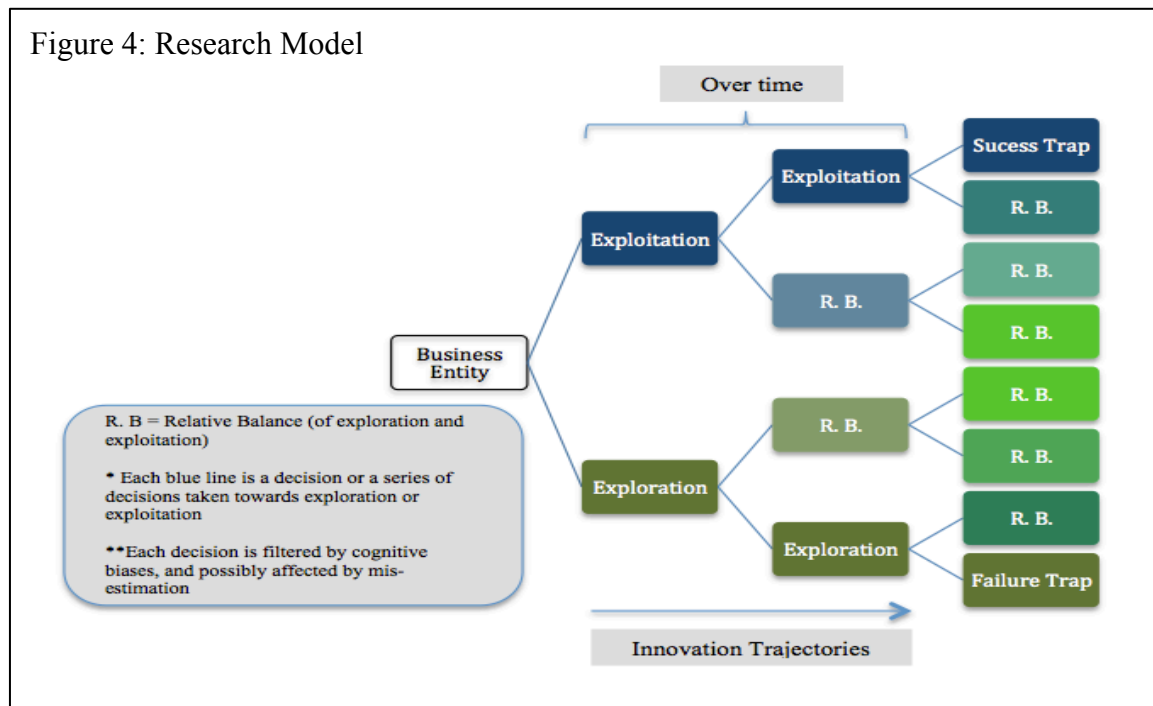 Figure 4: Research Model
Over time
Sucess Trap
Exploitation
R. B.
Exploitation
R. B.
R. B.
R. B.
Business
Entity
R. B.
R. B.
R. B.
Exploration
R. B.
Exploration
Failure Trap
R. B = Relative Balance (of exploration and
exploitation)
* Each blue line is a decision or a series of
decisions taken towards exploration or
exploitation
**Each decision is filtered by cognitive
biases, and possibly affected by mis-
estimation
Innovation Trajectories